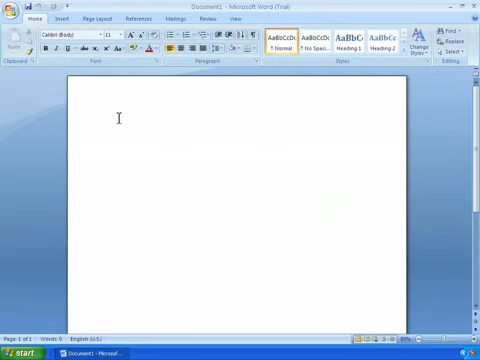 Document1 - Microsoft Word (Trial)
Home Insert Page Layout References Mailings Review View
Calibri (Body) 11
Paste
AaBbCcDc AaBbCcDc AaBbC AaBbCc
¶ Normal ¶ No Spaci... Heading 1 Heading 2
Change Styles
Find
Replace
Select
Clipboard Font Paragraph Styles Editing
Page: 1 of 1 Words: 0 English (U.S.)
start Document1 - Microsof...